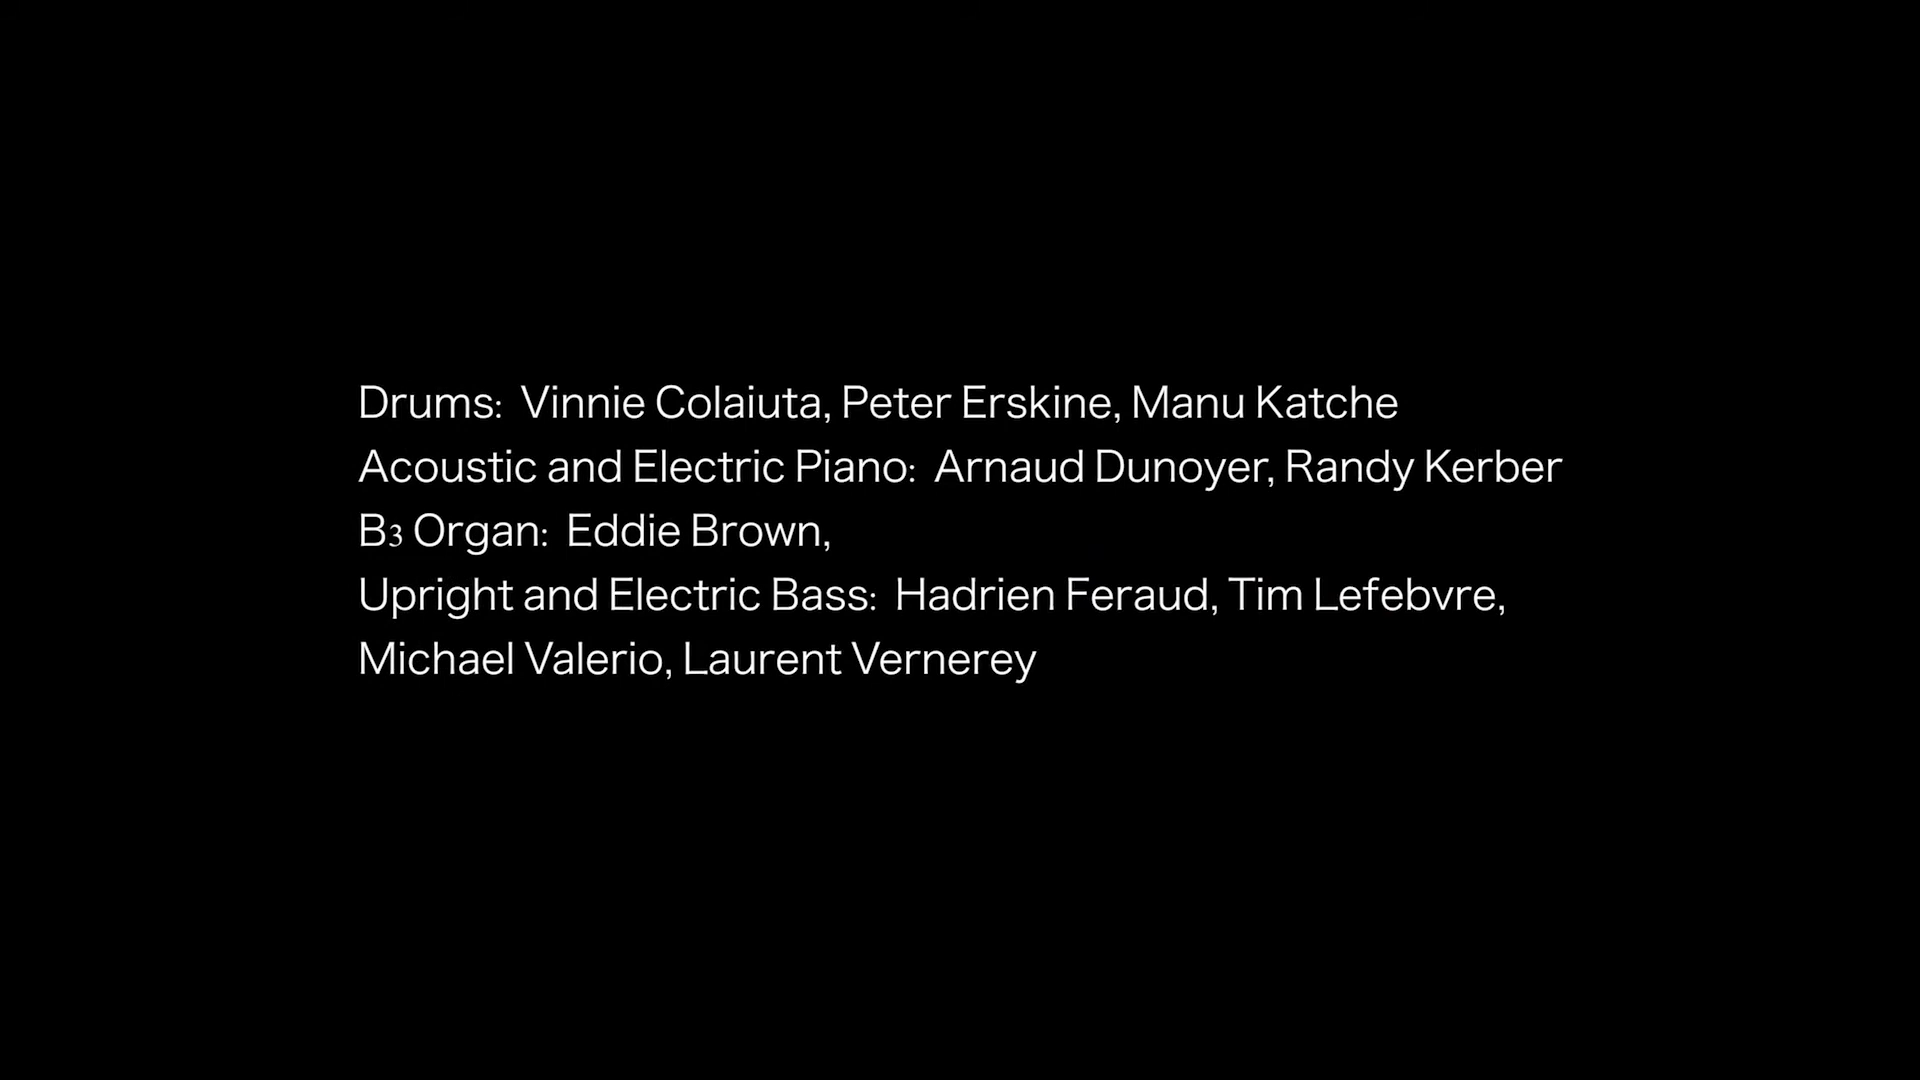 Drums: Vinnie Colaiuta, Peter Erskine, Manu Katche
Acoustic and Electric Piano: Arnaud Dunoyer, Randy Kerber
B3 Organ: Eddie Brown,
Upright and Electric Bass: Hadrien Feraud, Tim Lefebvre,
Michael Valerio, Laurent Vernerey